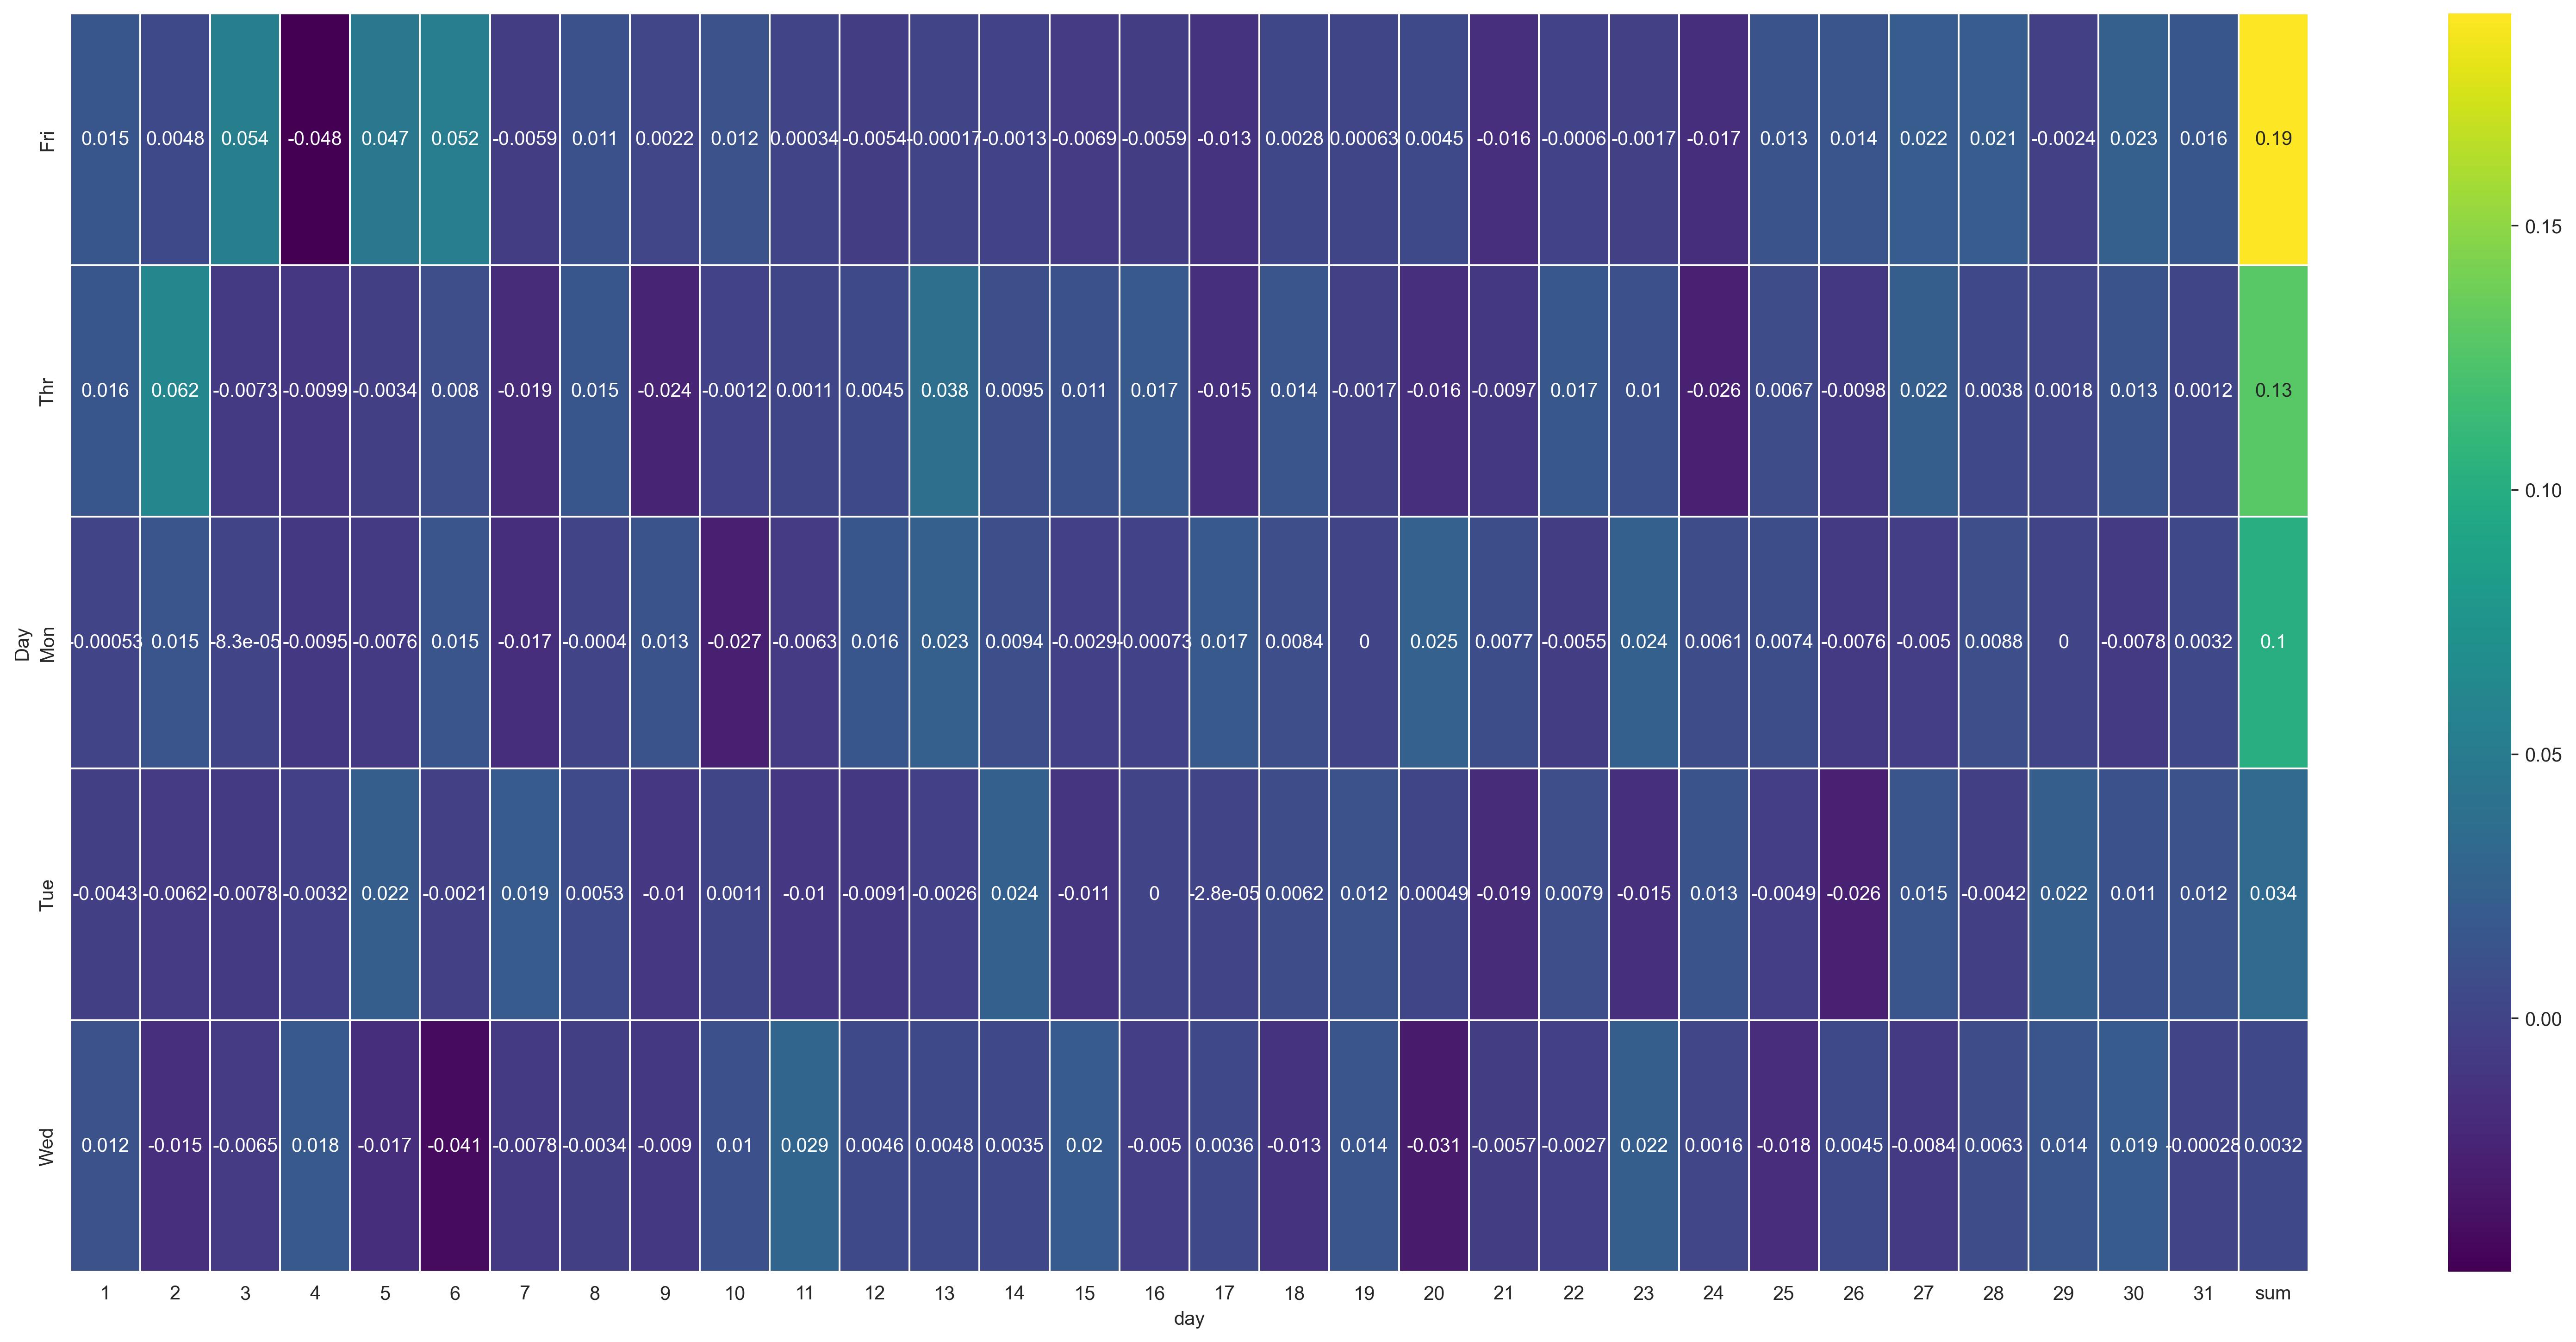 Fri 0.015 0.0048 0.054 -0.048 0.047 0.052 -0.0059 0.011 0.0022 0.012 0.00034 -0.0054 -0.00017 -0.0013 -0.0069 -0.0059 -0.013 0.0028 0.00063 0.0045 -0.016 -0.0006 -0.0017 -0.017 0.013 0.014 0.022 0.021 -0.0024 0.023 0.016 0.19
0.15
Thr 0.016 0.062 -0.0073 -0.0099 -0.0034 0.008 -0.019 0.015 -0.024 -0.0012 0.0011 0.0045 0.038 0.0095 0.011 0.017 -0.015 0.014 -0.0017 -0.016 -0.0097 0.017 0.01 -0.026 0.0067 -0.0098 0.022 0.0038 0.0018 0.013 0.0012 0.13
0.10
Day
Mon -0.00053 0.015 -8.3e-05 -0.0095 -0.0076 0.015 -0.017 -0.0004 0.013 -0.027 -0.0063 0.016 0.023 0.0094 -0.0029 -0.00073 0.017 0.0084 0 0.025 0.0077 -0.0055 0.024 0.0061 0.0074 -0.0076 -0.005 0.0088 0 -0.0078 0.0032 0.1
0.05
Tue -0.0043 -0.0062 -0.0078 -0.0032 0.022 -0.0021 0.019 0.0053 -0.01 0.0011 -0.01 -0.0091 -0.0026 0.024 -0.011 0 -2.8e-05 0.0062 0.012 0.00049 -0.019 0.0079 -0.015 0.013 -0.0049 -0.026 0.015 -0.0042 0.022 0.011 0.012 0.034
0.00
Wed 0.012 -0.015 -0.0065 0.018 -0.017 -0.041 -0.0078 -0.0034 -0.009 0.01 0.029 0.0046 0.0048 0.0035 0.02 -0.005 0.0036 -0.013 0.014 -0.031 -0.0057 -0.0027 0.022 0.0016 -0.018 0.0045 -0.0084 0.0063 0.014 0.019 -0.00028 0.0032
1 2 3 4 5 6 7 8 9 10 11 12 13 14 15 16 17 18 19 20 21 22 23 24 25 26 27 28 29 30 31 sum
day